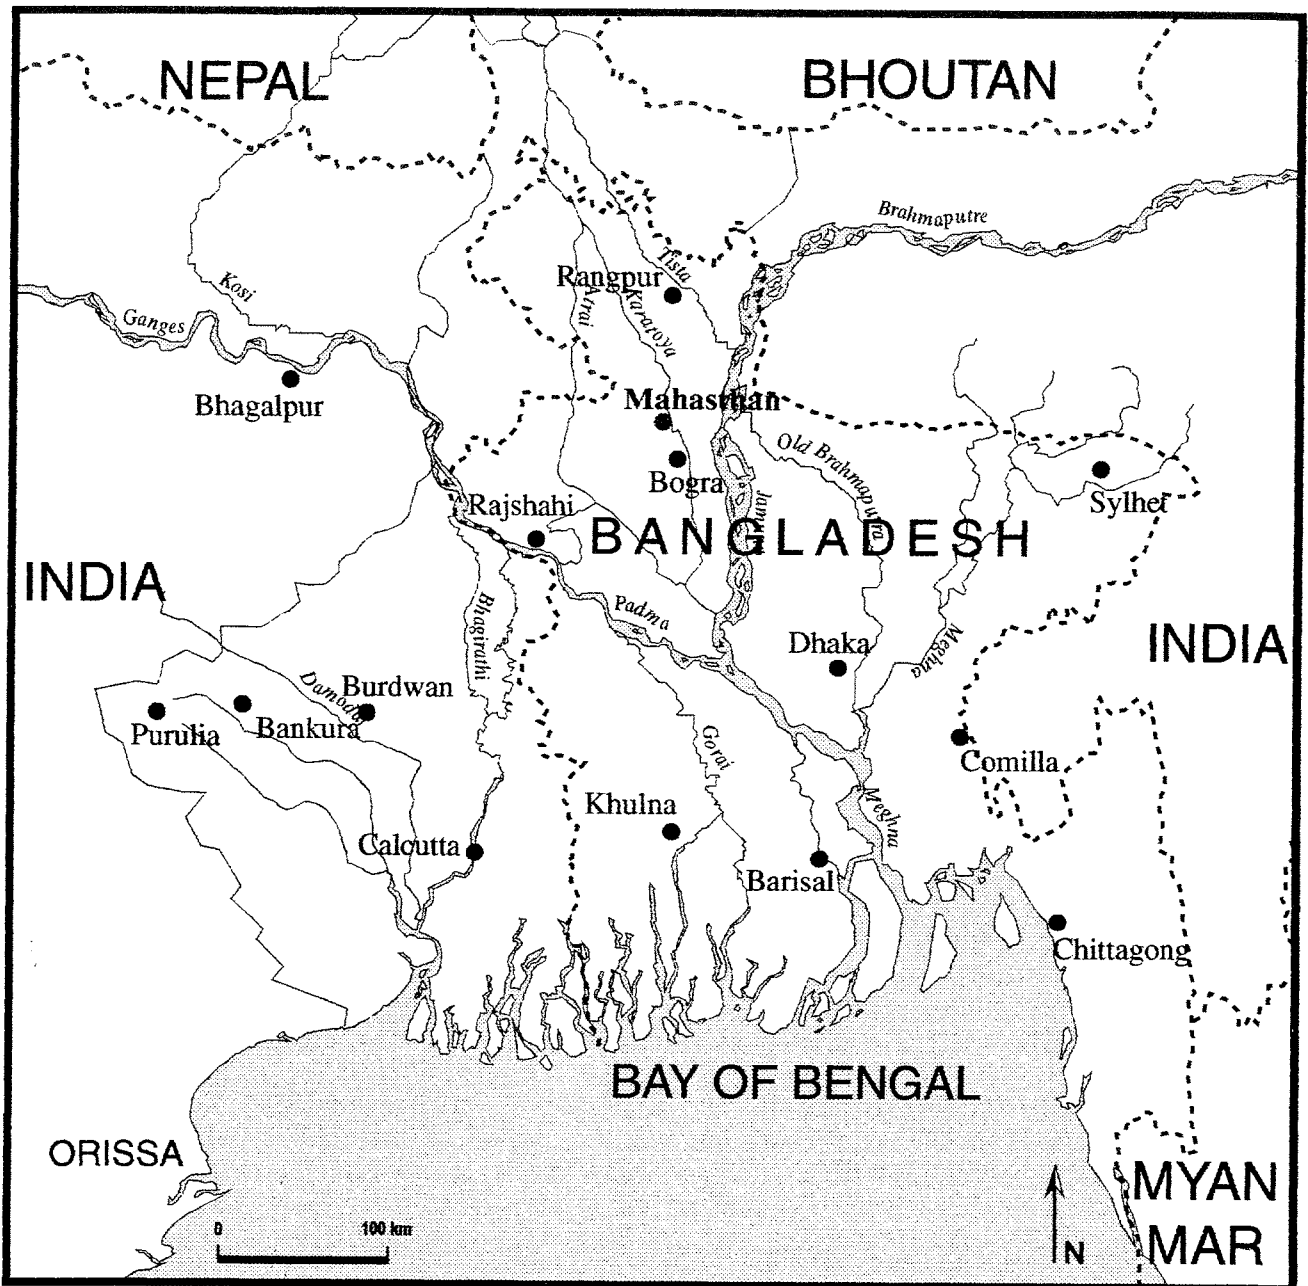 NEPAL
BHOUTAN
Brahmaputre
Kosi
Tista
Rangpur
Atrai
Karatoya
Ganges
Bhagalpur
Mahasthan
Old Brahmaputra
Bogra
Sylhet
Rajshahi
BANGLADESH
INDIA
Bhagirathi
Padma
Dhaka
Meghna
INDIA
Damodar
Burdwan
Purulia
Bankura
Gorai
Comilla
Khulna
Meghna
Calcutta
Barisal
Chittagong
BAY OF BENGAL
ORISSA
MYAN
MAR
0
100 km
N